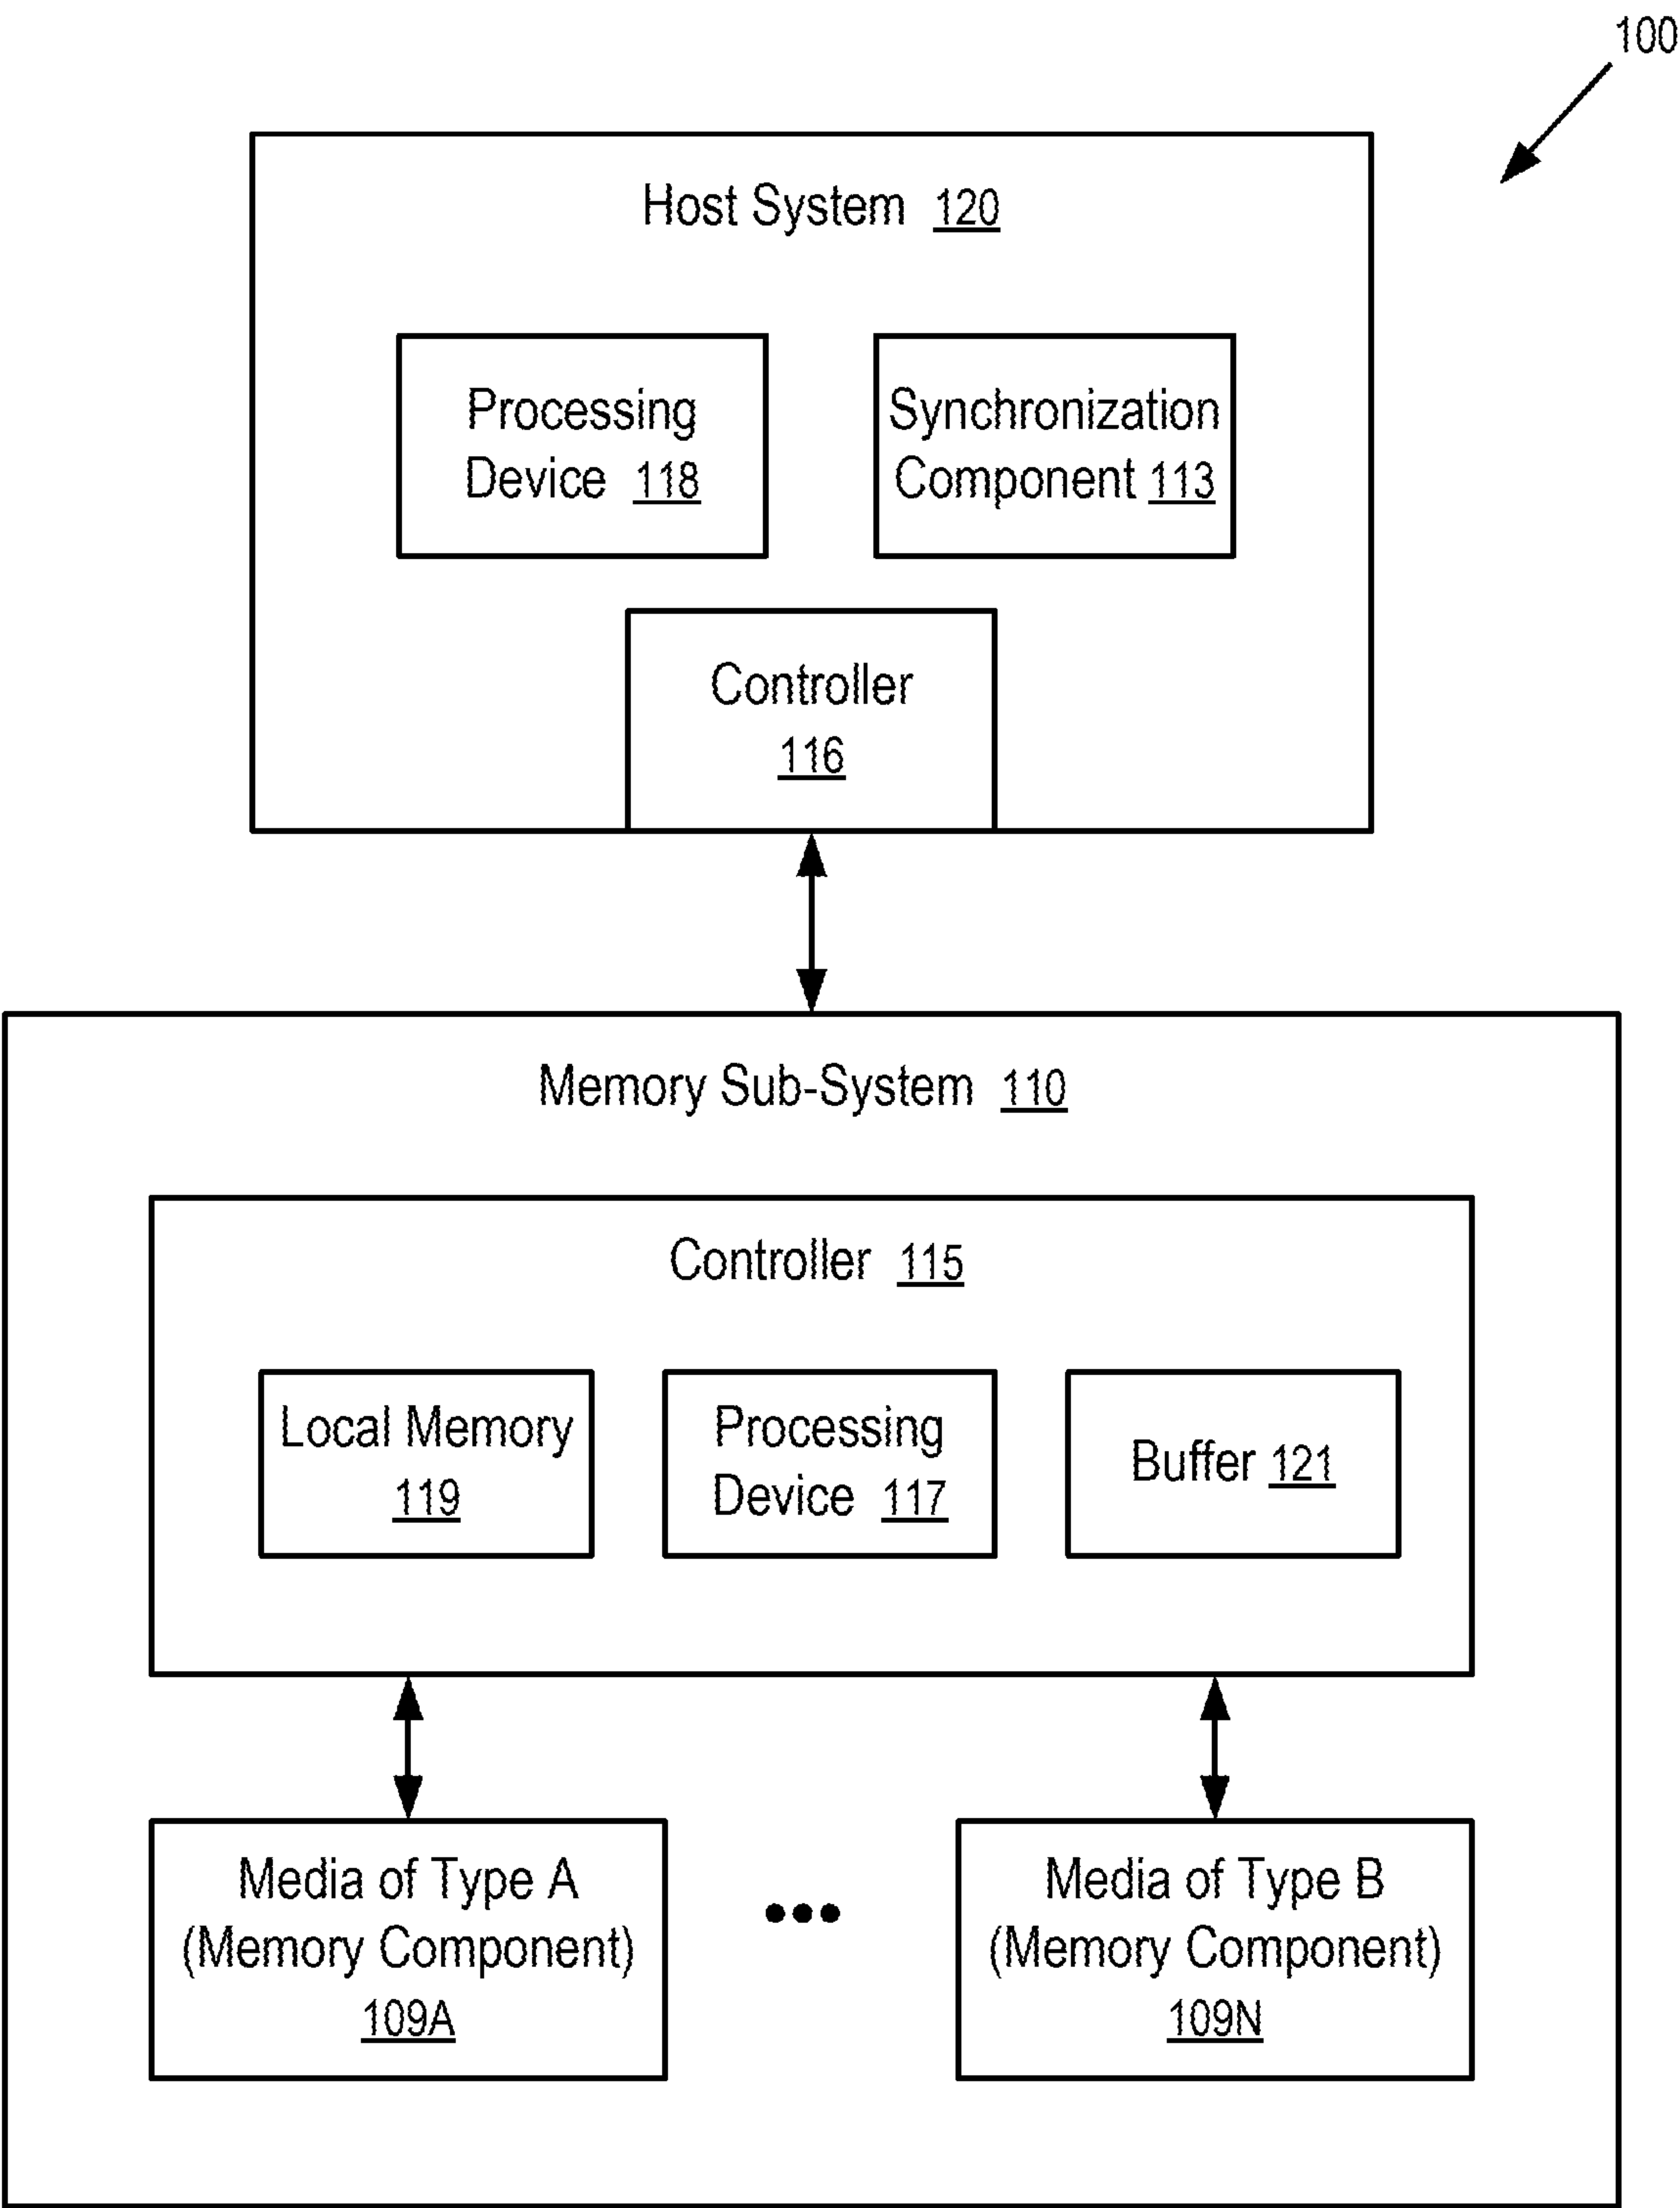 100
Host System 120
Processing
Device 118
Synchronization
Component 113
Controller
116
Memory Sub-System 110
Controller 115
Local Memory
119
Processing
Device 117
Buffer 121
Media of Type A
(Memory Component)
109A
•••
Media of Type B
(Memory Component)
109N